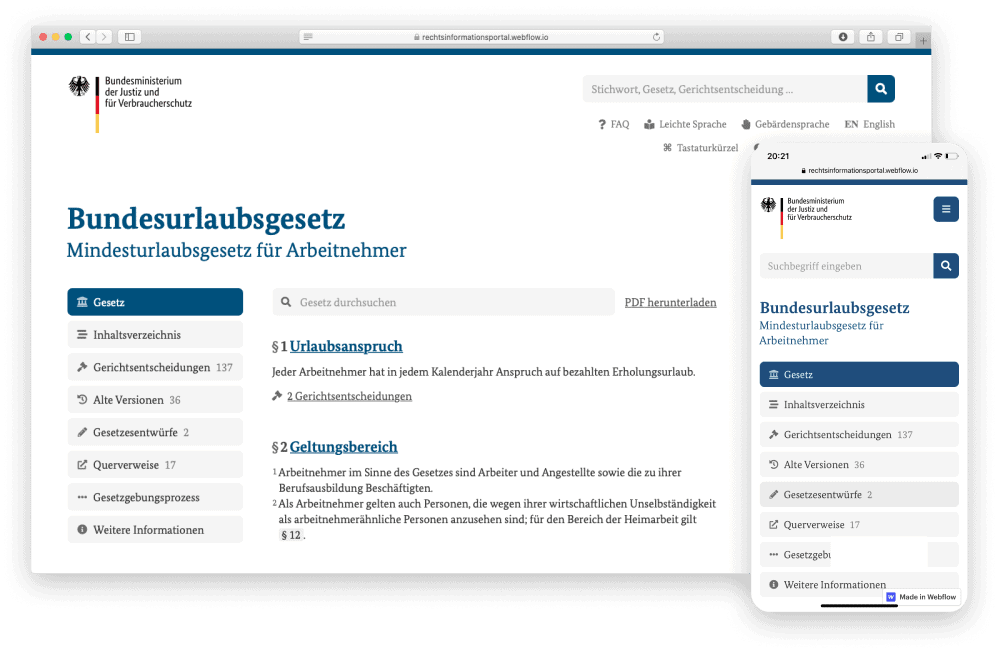 rechtsinformationsportal.webflow.io
Bundesministerium
der Justiz und
für Verbraucherschutz
Stichwort, Gesetz, Gerichtsentscheidung ...
FAQ Leichte Sprache Gebärdensprache EN English
Tastaturkürzel
Bundesurlaubsgesetz
Mindesturlaubsgesetz für Arbeitnehmer
Gesetz
Inhaltsverzeichnis
Gerichtsentscheidungen 137
Alte Versionen 36
Gesetzesentwürfe 2
Querverweise 17
Gesetzgebungsprozess
Weitere Informationen
Gesetz durchsuchen
PDF herunterladen
§ 1 Urlaubsanspruch
Jeder Arbeitnehmer hat in jedem Kalenderjahr Anspruch auf bezahlten Erholungsurlaub.
2 Gerichtsentscheidungen
§ 2 Geltungsbereich
1 Arbeitnehmer im Sinne des Gesetzes sind Arbeiter und Angestellte sowie die zu ihrer
Berufsausbildung Beschäftigten.
2 Als Arbeitnehmer gelten auch Personen, die wegen ihrer wirtschaftlichen Unselbständigkeit
als arbeitnehmerähnliche Personen anzusehen sind; für den Bereich der Heimarbeit gilt
§ 12 .
20:21
rechtsinformationsportal.webflow.io
Bundesministerium
der Justiz und
für Verbraucherschutz
Suchbegriff eingeben
Bundesurlaubsgesetz
Mindesturlaubsgesetz für
Arbeitnehmer
Gesetz
Inhaltsverzeichnis
Gerichtsentscheidungen 137
Alte Versionen 36
Gesetzesentwürfe 2
Querverweise 17
Gesetzgebu
Weitere Informationen
Made in Webflow